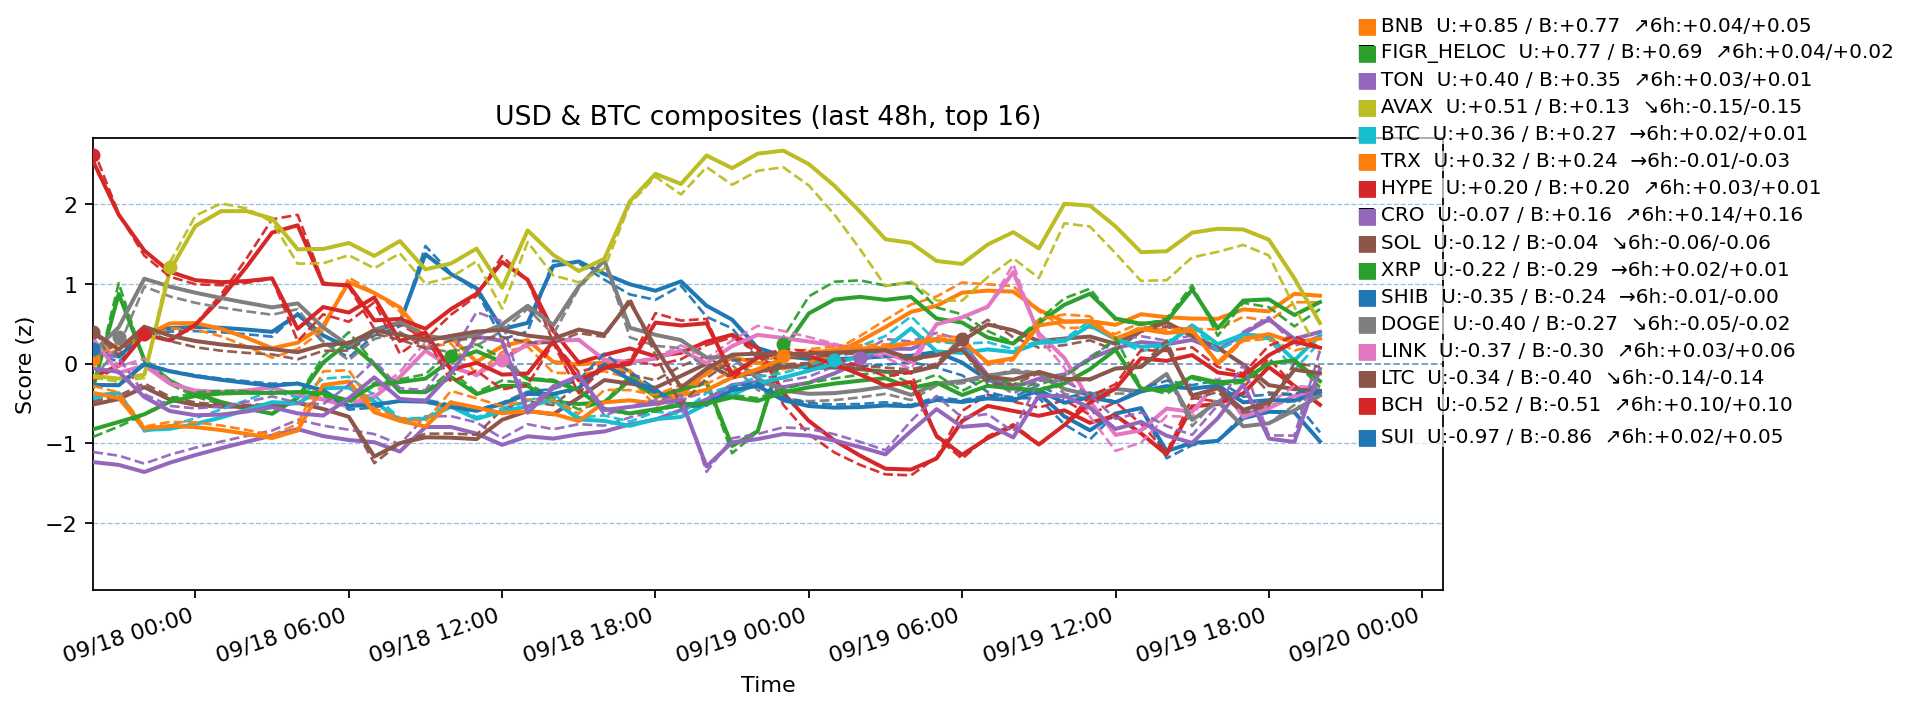 BNB  U:+0.85 / B:+0.77  ↗6h:+0.04/+0.05
FIGR_HELOC  U:+0.77 / B:+0.69  ↗6h:+0.04/+0.02
TON  U:+0.40 / B:+0.35  ↗6h:+0.03/+0.01
AVAX  U:+0.51 / B:+0.13  ↘6h:-0.15/-0.15
BTC  U:+0.36 / B:+0.27  →6h:+0.02/+0.01
TRX  U:+0.32 / B:+0.24  →6h:-0.01/-0.03
HYPE  U:+0.20 / B:+0.20  ↗6h:+0.03/+0.01
CRO  U:-0.07 / B:+0.16  ↗6h:+0.14/+0.16
SOL  U:-0.12 / B:-0.04  ↘6h:-0.06/-0.06
XRP  U:-0.22 / B:-0.29  →6h:+0.02/+0.01
SHIB  U:-0.35 / B:-0.24  →6h:-0.01/-0.00
DOGE  U:-0.40 / B:-0.27  ↘6h:-0.05/-0.02
LINK  U:-0.37 / B:-0.30  ↗6h:+0.03/+0.06
LTC  U:-0.34 / B:-0.40  ↘6h:-0.14/-0.14
BCH  U:-0.52 / B:-0.51  ↗6h:+0.10/+0.10
SUI  U:-0.97 / B:-0.86  ↗6h:+0.02/+0.05
USD & BTC composites (last 48h, top 16)
Score (z)
2
1
0
−1
−2
09/18 00:00
09/18 06:00
09/18 12:00
09/18 18:00
09/19 00:00
09/19 06:00
09/19 12:00
09/19 18:00
09/20 00:00
Time